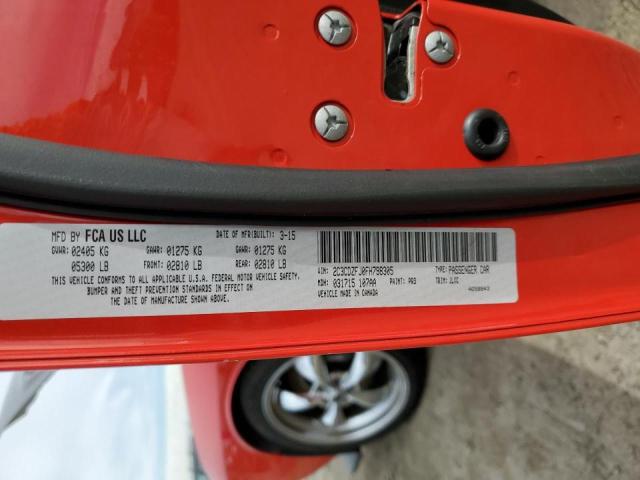 MFD BY FCA US LLC DATE OF MFR(BUILT): 3-15
GVWR: 02405 KG GAWR: 01275 KG GAWR: 01275 KG
05300 LB FRONT: 02810 LB REAR: 02810 LB
THIS VEHICLE CONFORMS TO ALL APPLICABLE U.S.A. FEDERAL MOTOR VEHICLE SAFETY,
BUMPER AND THEFT PREVENTION STANDARDS IN EFFECT ON
THE DATE OF MANUFACTURE SHOWN ABOVE.
VIN: 2C3CDZFJ0FH798305 TYPE: PASSENGER CAR
MDH: 031715 107AA PAINT: PR3 TRIM: JLXX
VEHICLE MADE IN CANADA